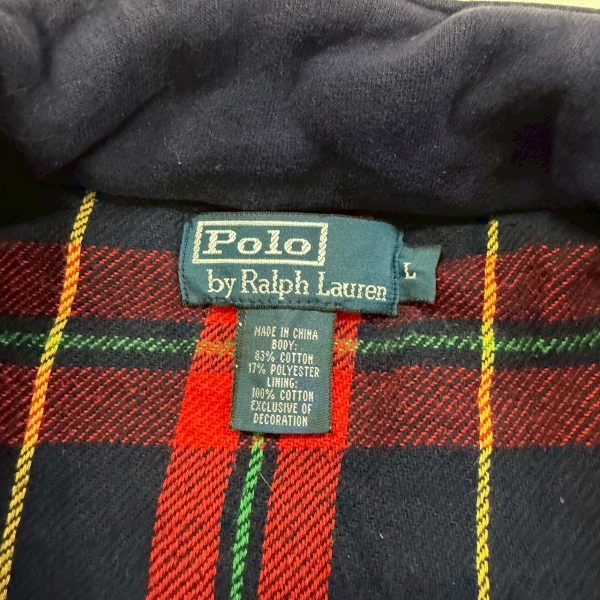 Polo
by Ralph Lauren
L
MADE IN CHINA
BODY:
83% COTTON
17% POLYESTER
LINING:
100% COTTON
EXCLUSIVE OF
DECORATION